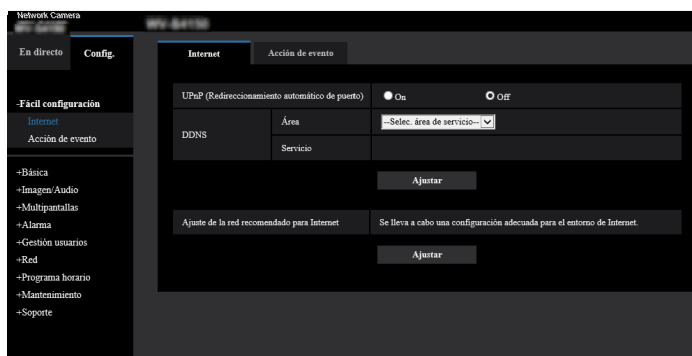 Network Camera
En directo
Config.
-Fácil configuración
Internet
Acción de evento
+Básica
+Imagen/Audio
+Multipantallas
+Alarma
+Gestión usuarios
+Red
+Programa horario
+Mantenimiento
+Soporte
Internet
Acción de evento
UPnP (Redireccionamiento automático de puerto)
On
Off
DDNS
Área
--Selec. área de servicio--
Servicio
Ajustar
Ajuste de la red recomendado para Internet
Se lleva a cabo una configuración adecuada para el entorno de Internet.
Ajustar